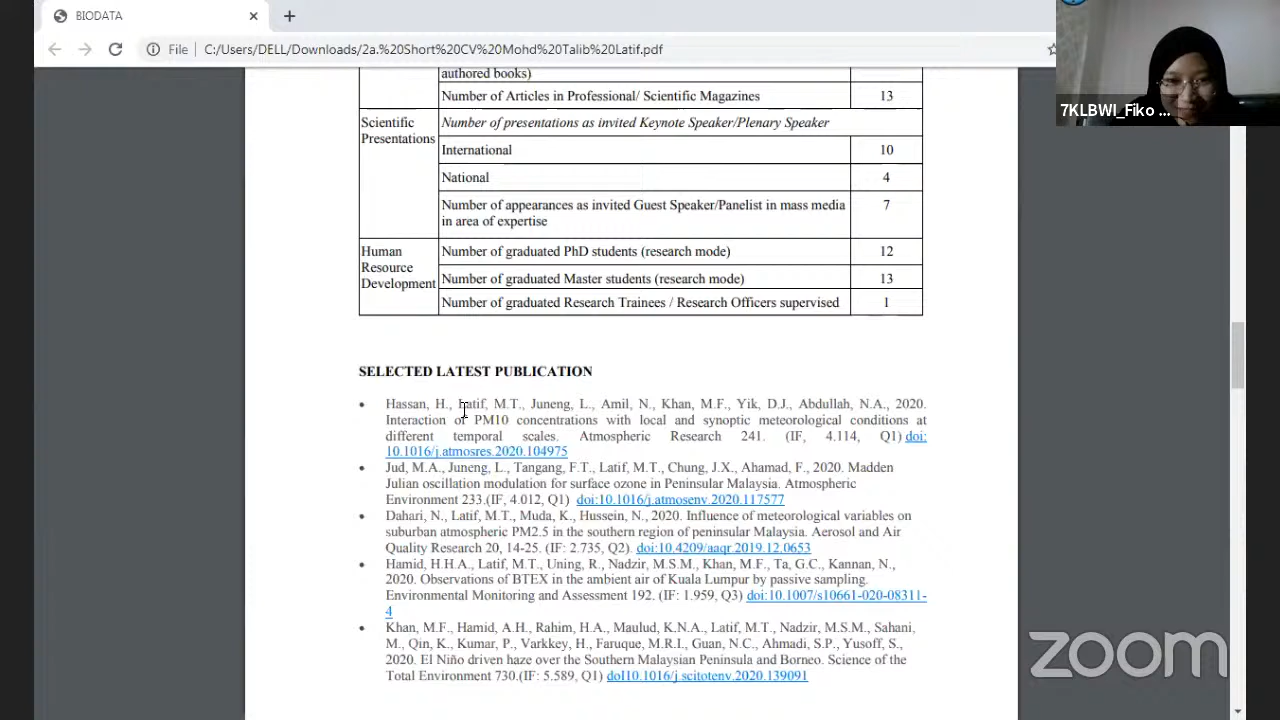 BIODATA
File
C:/Users/DELL/Downloads/2a.%20Short%20CV%20Mohd%20Talib%20Latif.pdf
7KLBWI_Fiko ...
authored books)
Number of Articles in Professional/ Scientific Magazines 13
Scientific Presentations
Number of presentations as invited Keynote Speaker/Plenary Speaker
International 10
National 4
Number of appearances as invited Guest Speaker/Panelist in mass media 7
in area of expertise
Human Resource Development
Number of graduated PhD students (research mode) 12
Number of graduated Master students (research mode) 13
Number of graduated Research Trainees / Research Officers supervised 1
SELECTED LATEST PUBLICATION
• Hassan, H., Latif, M.T., Juneng, L., Amil, N., Khan, M.F., Yik, D.J., Abdullah, N.A., 2020.
Interaction of PM10 concentrations with local and synoptic meteorological conditions at
different temporal scales. Atmospheric Research 241. (IF, 4.114, Q1) doi:
10.1016/j.atmosres.2020.104975
• Jud, M.A., Juneng, L., Tangang, F.T., Latif, M.T., Chung, J.X., Ahamad, F., 2020. Madden
Julian oscillation modulation for surface ozone in Peninsular Malaysia. Atmospheric
Environment 233.(IF, 4.012, Q1) doi:10.1016/j.atmosenv.2020.117577
• Dahari, N., Latif, M.T., Muda, K., Hussein, N., 2020. Influence of meteorological variables on
suburban atmospheric PM2.5 in the southern region of peninsular Malaysia. Aerosol and Air
Quality Research 20, 14-25. (IF: 2.735, Q2). doi:10.4209/aaqr.2019.12.0653
• Hamid, H.H.A., Latif, M.T., Uning, R., Nadzir, M.S.M., Khan, M.F., Ta, G.C., Kannan, N.,
2020. Observations of BTEX in the ambient air of Kuala Lumpur by passive sampling.
Environmental Monitoring and Assessment 192. (IF: 1.959, Q3) doi:10.1007/s10661-020-08311-
4
• Khan, M.F., Hamid, A.H., Rahim, H.A., Maulud, K.N.A., Latif, M.T., Nadzir, M.S.M., Sahani,
M., Qin, K., Kumar, P., Varkkey, H., Faruque, M.R.I., Guan, N.C., Ahmadi, S.P., Yusoff, S.,
2020. El Niño driven haze over the Southern Malaysian Peninsula and Borneo. Science of the
Total Environment 730.(IF: 5.589, Q1) doI10.1016/j.scitotenv.2020.139091
zoom